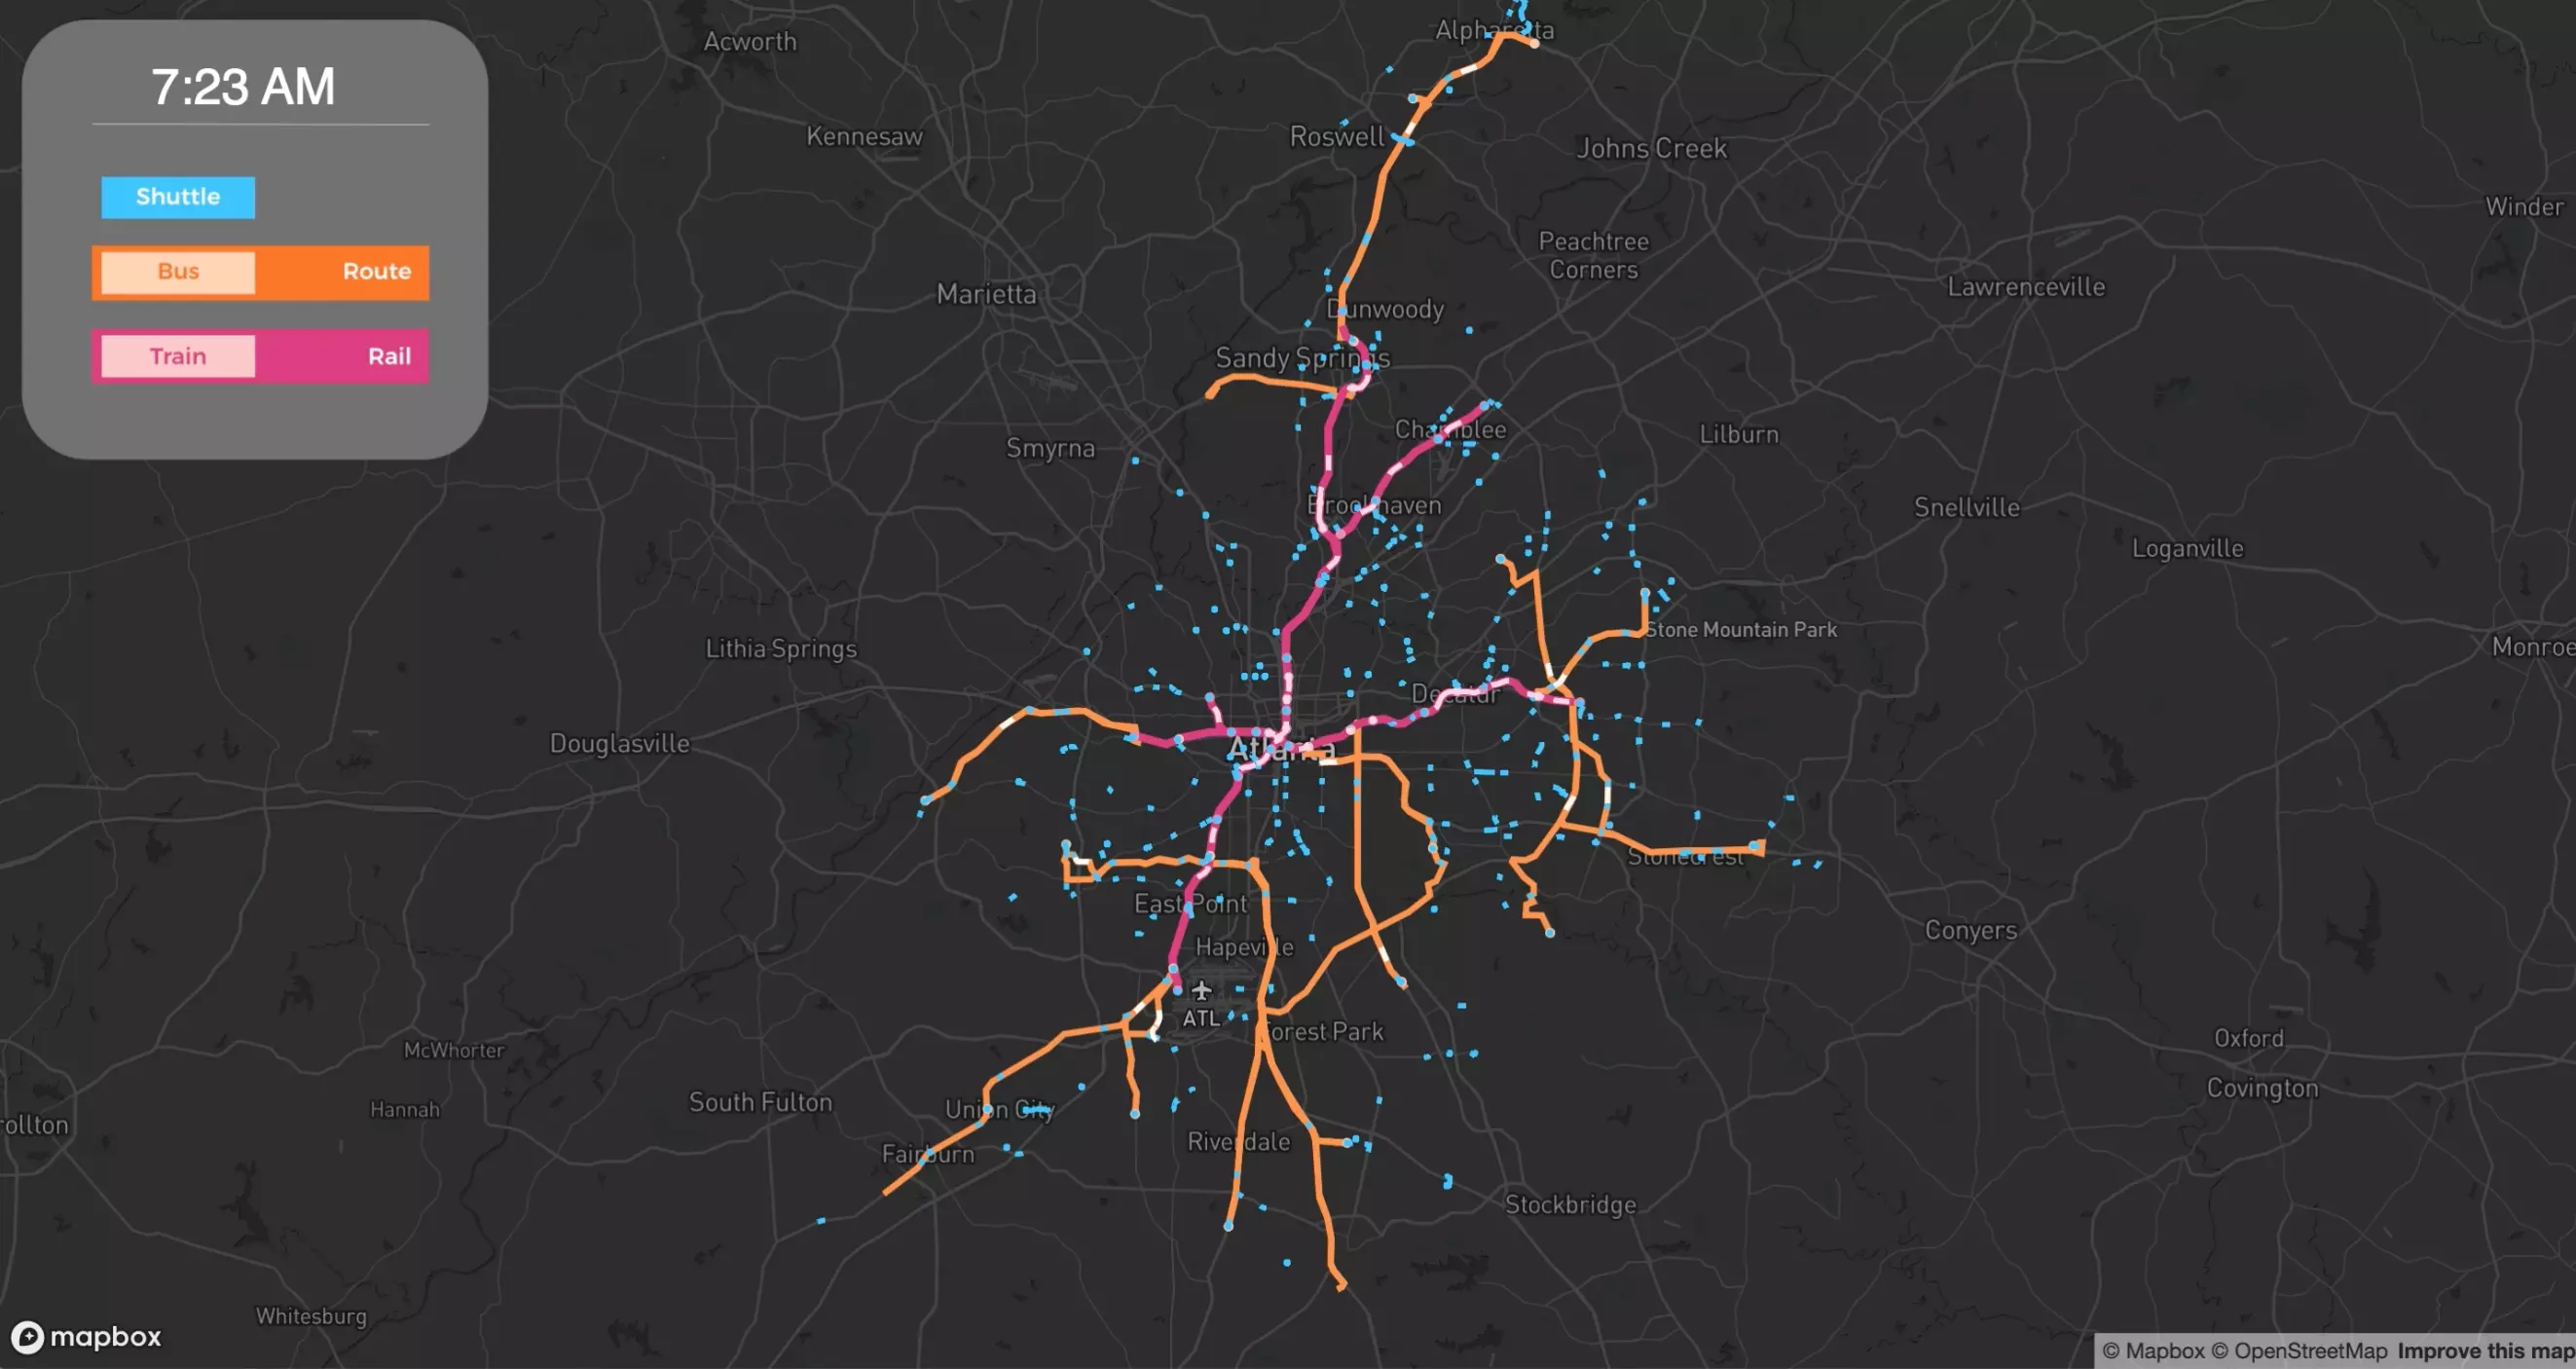 7:23 AM
Shuttle
Bus Route
Train Rail
Alpharetta
Acworth
Kennesaw
Roswell
Johns Creek
Winder
Peachtree
Corners
Lawrenceville
Marietta
Dunwoody
Sandy Springs
Chamblee
Lilburn
Smyrna
Brookhaven
Snellville
Loganville
Stone Mountain Park
Monroe
Lithia Springs
Decatur
Douglasville
Atlanta
Stonecrest
East Point
Conyers
Hapeville
ATL
Forest Park
Oxford
McWhorter
Covington
Hannah
South Fulton
Union City
rollton
Riverdale
Fairburn
Stockbridge
Whitesburg
mapbox
© Mapbox © OpenStreetMap Improve this map